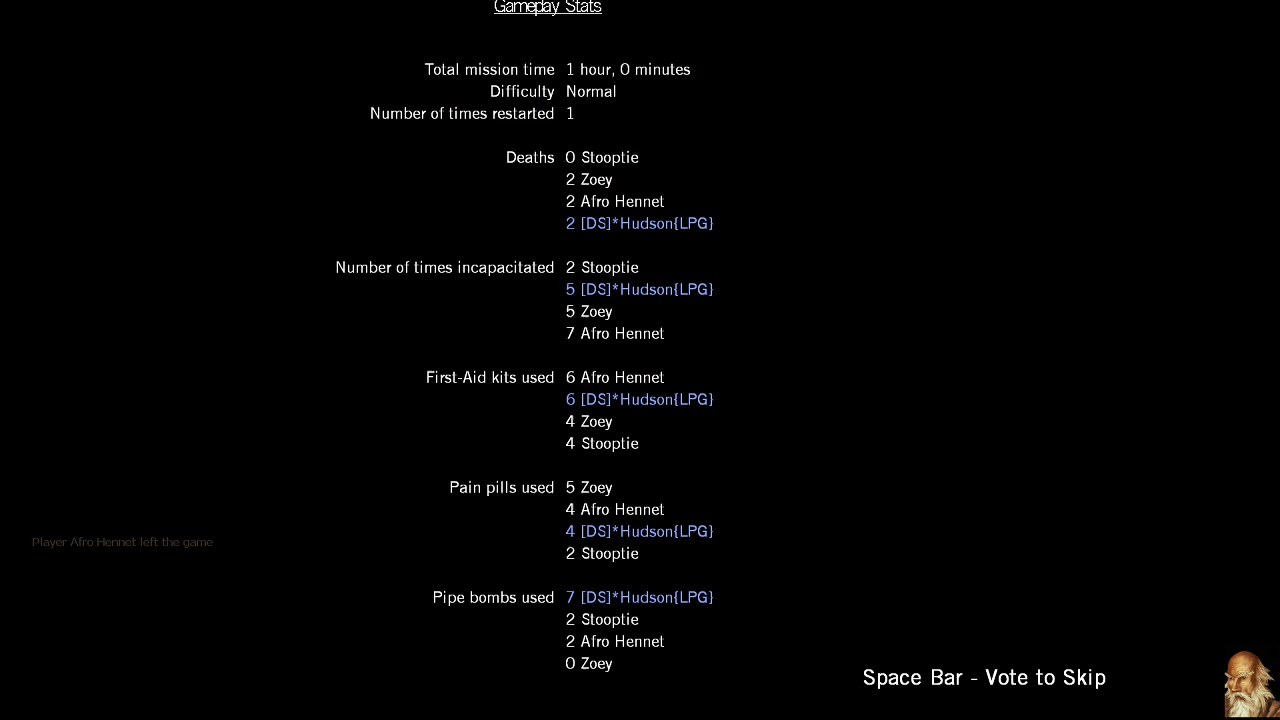 Gameplay Stats
Total mission time 1 hour, 0 minutes
Difficulty Normal
Number of times restarted 1
Deaths 0 Stooptie
2 Zoey
2 Afro Hennet
2 [DS]*Hudson{LPG}
Number of times incapacitated 2 Stooptie
5 [DS]*Hudson{LPG}
5 Zoey
7 Afro Hennet
First-Aid kits used 6 Afro Hennet
6 [DS]*Hudson{LPG}
4 Zoey
4 Stooptie
Pain pills used 5 Zoey
4 Afro Hennet
4 [DS]*Hudson{LPG}
Player Afro Hennet left the game
2 Stooptie
Pipe bombs used 7 [DS]*Hudson{LPG}
2 Stooptie
2 Afro Hennet
0 Zoey
Space Bar - Vote to Skip